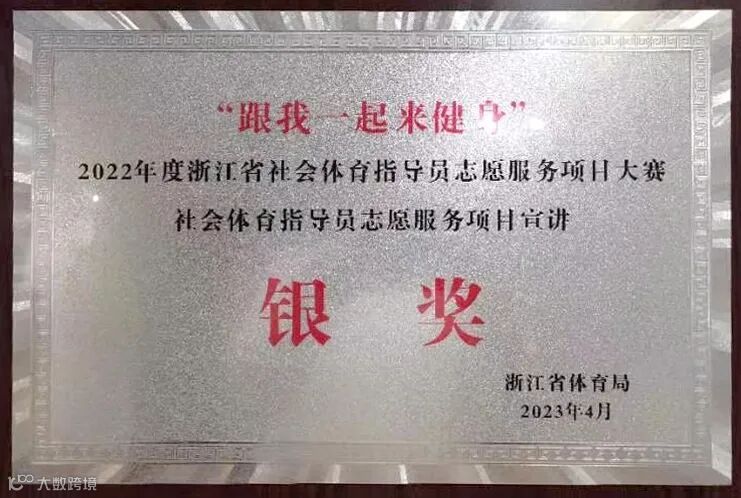 “跟我一起来健身”
2022年度浙江省社会体育指导员志愿服务项目大赛
社会体育指导员志愿服务项目宣讲
银奖
浙江省体育局
2023年4月
大数跨境